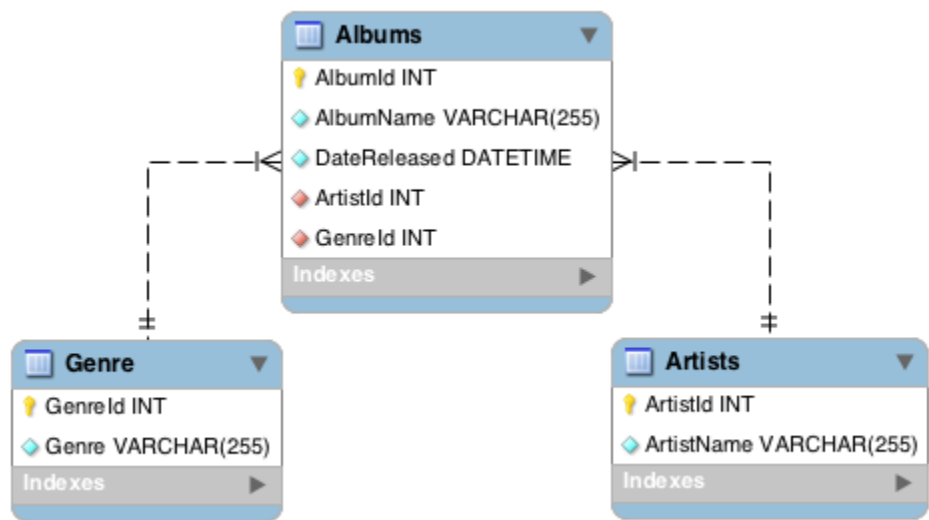 Albums
AlbumId INT
AlbumName VARCHAR(255)
DateReleased DATETIME
ArtistId INT
GenreId INT
Indexes
Genre
GenreId INT
Genre VARCHAR(255)
Indexes
Artists
ArtistId INT
ArtistName VARCHAR(255)
Indexes